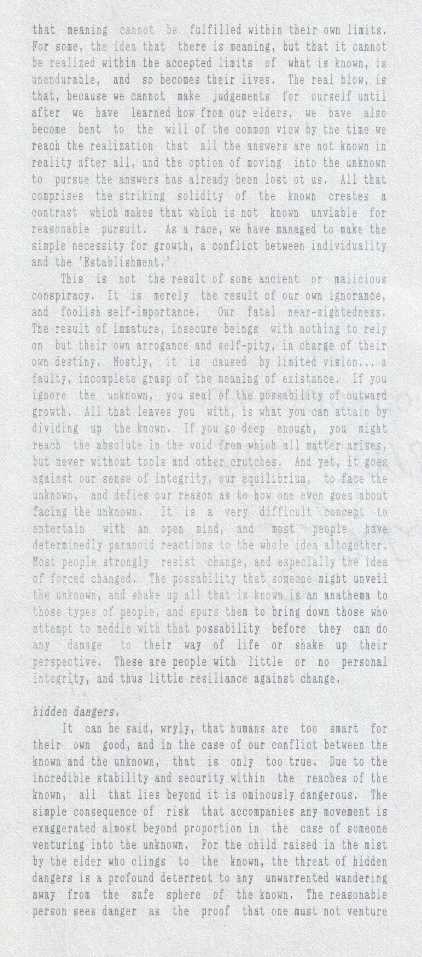 that meaning cannot be fulfilled within their own limits.
For some, the idea that there is meaning, but that it cannot
be realized within the accepted limits of what is known, is
unendurable, and so becomes their lives. The real blow, is
that, because we cannot make judgements for ourself until
after we have learned how from our elders, we have also
become bent to the will of the common view by the time we
reach the realization that all the answers are not known in
reality after all, and the option of moving into the unknown
to pursue the answers has already been lost ot us. All that
comprises the striking solidity of the known creates a
contrast which makes that which is not known unviable for
reasonable pursuit. As a race, we have managed to make the
simple necessity for growth, a conflict between individuality
and the 'Establishment.'
This is not the result of some ancient or malicious
conspiracy. It is merely the result of our own ignorance,
and foolish self-importance. Our fatal near-sightedness.
The result of immature, insecure beings with nothing to rely
on but their own arrogance and self-pity, in charge of their
own destiny. Mostly, it is caused by limited vision... a
faulty, incomplete grasp of the meaning of existance. If you
ignore the unknown, you seal of the possability of outward
growth. All that leaves you with, is what you can attain by
dividing up the known. If you go deep enough, you might
reach the absolute in the void from which all matter arises,
but never without tools and other crutches. And yet, it goes
against our sense of integrity, our equilibrium, to face the
unknown, and defies our reason as to how one even goes about
facing the unknown. It is a very difficult concept to
entertain with an open mind, and most people have
determinedly paranoid reactions to the whole idea altogether.
Most people strongly resist change, and especially the idea
of forced changed. The possability that someone might unveil
the unknown, and shake up all that is known is an anathema to
those types of people, and spurs them to bring down those who
attempt to meddle with that possability before they can do
any damage to their way of life or shake up their
perspective. These are people with little or no personal
integrity, and thus little resiliance against change.
hidden dangers.
It can be said, wryly, that humans are too smart for
their own good, and in the case of our conflict between the
known and the unknown, that is only too true. Due to the
incredible stability and security within the reaches of the
known, all that lies beyond it is ominously dangerous. The
simple consequence of risk that accompanies any movement is
exaggerated almost beyond proportion in the case of someone
venturing into the unknown. For the child raised in the mist
by the elder who clings to the known, the threat of hidden
dangers is a profound deterrent to any unwarrented wandering
away from the safe sphere of the known. The reasonable
person sees danger as the proof that one must not venture